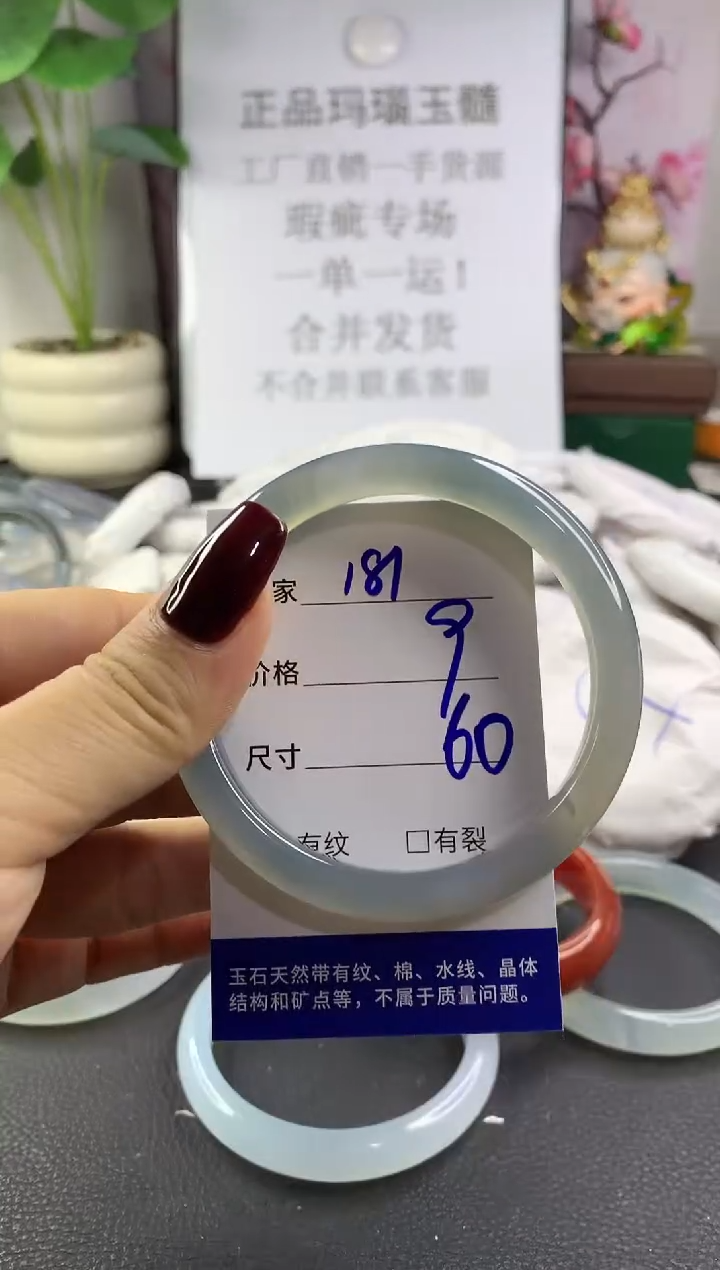 正品玛瑙玉髓
工厂直销一手货源
瑕疵专场
一单一运！
合并发货
不合并联系客服
家 181
价格 9
尺寸 60
有纹 □有裂
玉石天然带有纹、棉、水线、晶体
结构和矿点等，不属于质量问题。